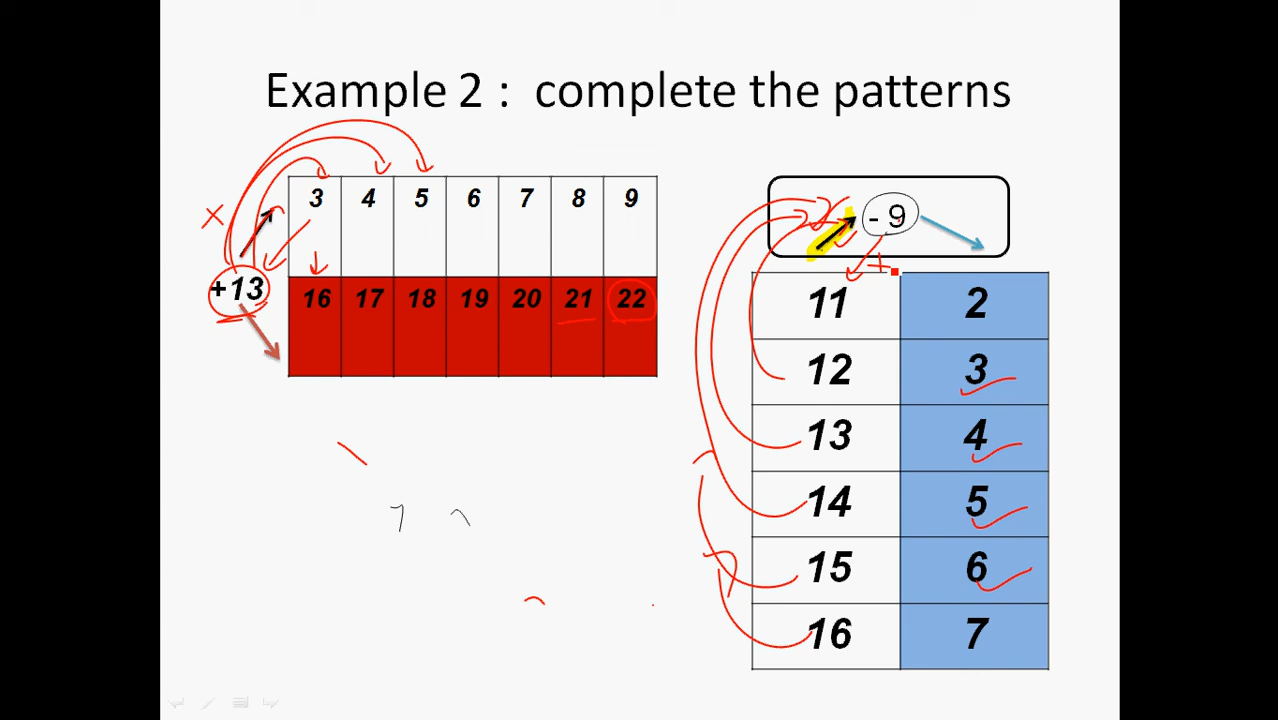 Example 2 : complete the patterns
3 4 5 6 7 8 9
+13
16 17 18 19 20 21 22
- 9
11 2
12 3
13 4
14 5
15 6
16 7